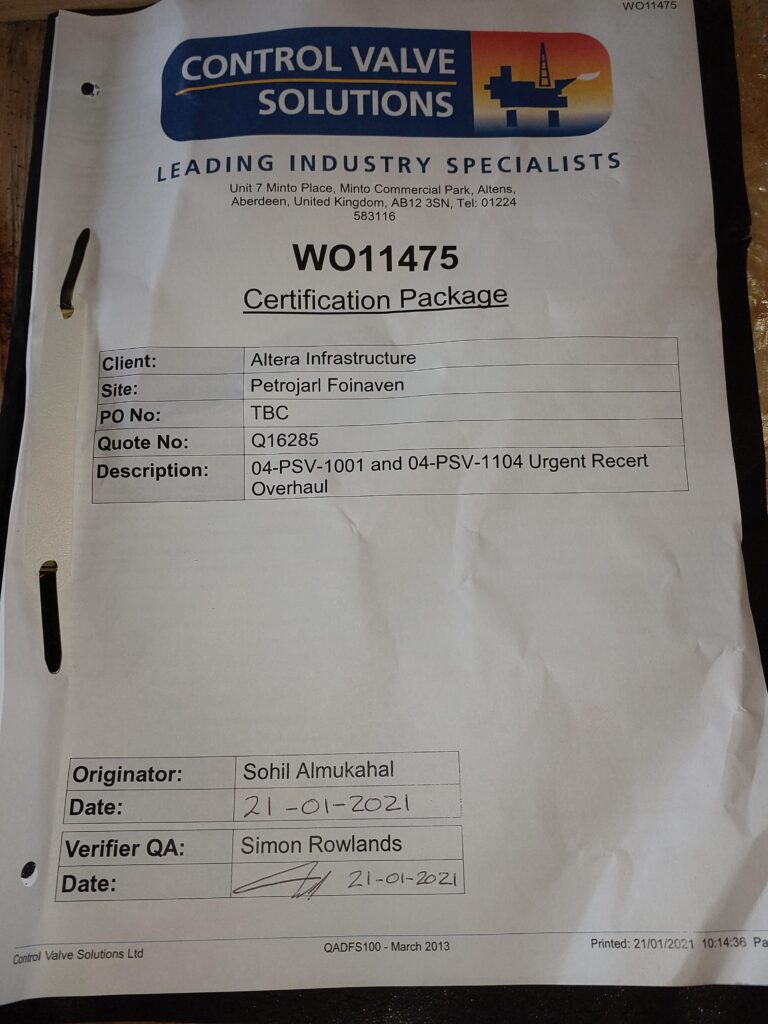 WO11475
CONTROL VALVE
SOLUTIONS
LEADING INDUSTRY SPECIALISTS
Unit 7 Minto Place, Minto Commercial Park, Altens,
Aberdeen, United Kingdom, AB12 3SN, Tel: 01224
583116
WO11475
Certification Package
Client: Altera Infrastructure
Site: Petrojarl Foinaven
PO No: TBC
Quote No: Q16285
Description: 04-PSV-1001 and 04-PSV-1104 Urgent Recert
Overhaul
Originator: Sohil Almukahal
Date: 21-01-2021
Verifier QA: Simon Rowlands
Date: 21-01-2021
Control Valve Solutions Ltd QADFS100 - March 2013 Printed: 21/01/2021 10:14:36 Pa